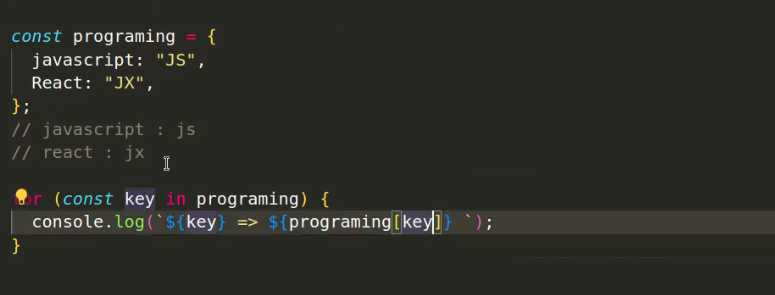 const programing = {
javascript: "JS",
React: "JX",
};
// javascript : js
// react : jx
for (const key in programing) {
console.log(`${key} => ${programing[key]} `);
}